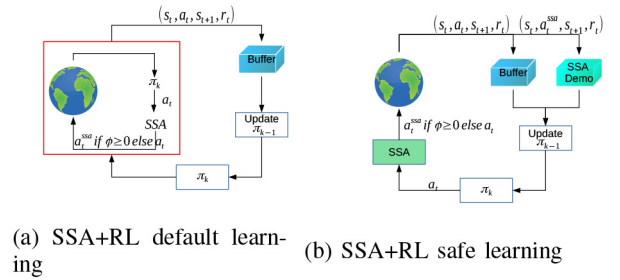 (s_t, a_t, s_{t+1}, r_t)
Buffer
π_k
a_t
SSA
a_t^{ssa} if ϕ≥0 else a_t
Update
π_{k-1}
π_k
(a) SSA+RL default learn-
ing
(s_t, a_t, s_{t+1}, r_t) (s_t, a_t^{ssa}, s_{t+1}, r_t)
Buffer
SSA
Demo
a_t^{ssa} if ϕ≥0 else a_t
Update
π_{k-1}
SSA
a_t
π_k
(b) SSA+RL safe learning